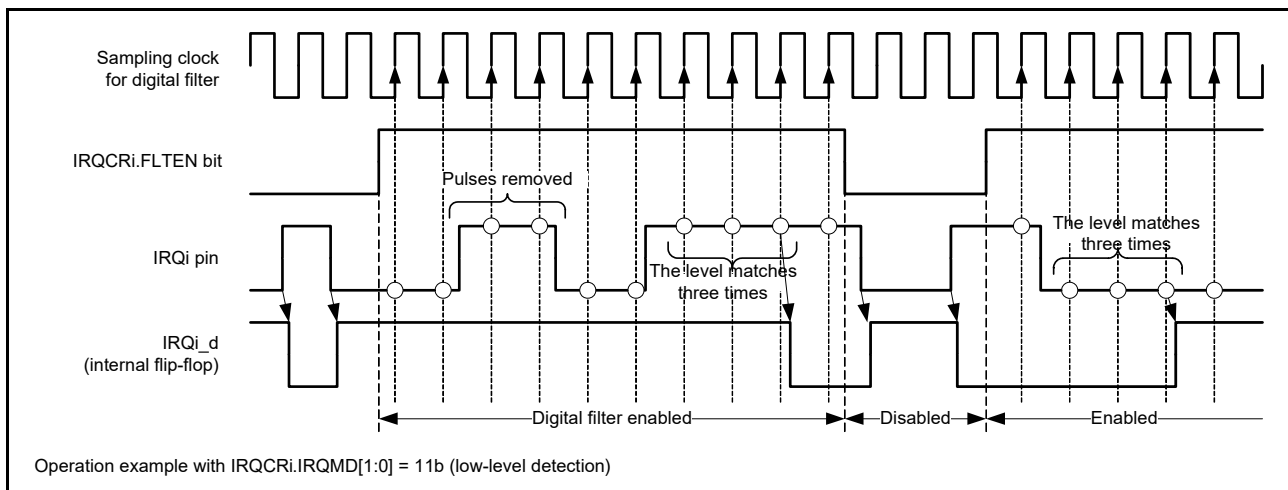 Sampling clock
for digital filter
IRQCRi.FLTEN bit
Pulses removed
IRQi pin
The level matches
three times
The level matches
three times
IRQi_d
(internal flip-flop)
Digital filter enabled
Disabled
Enabled
Operation example with IRQCRi.IRQMD[1:0] = 11b (low-level detection)